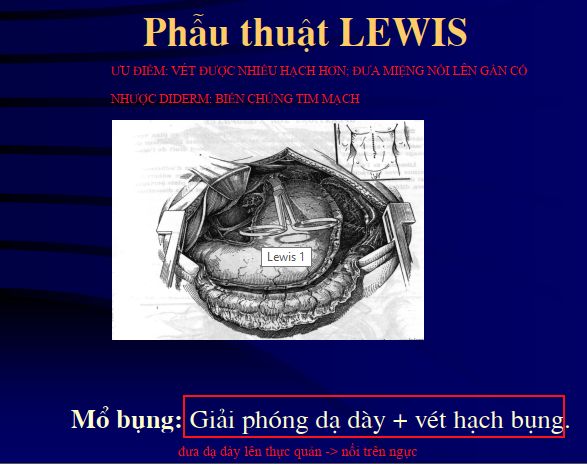 Phẫu thuật LEWIS
ƯU ĐIỂM: VÉT ĐƯỢC NHIỀU HẠCH HƠN; ĐƯA MIỆNG NỐI LÊN GẦN CỔ
NHƯỢC DIDERM: BIẾN CHỨNG TIM MẠCH
Lewis 1
Mổ bụng: Giải phóng dạ dày + vét hạch bụng.
đưa dạ dày lên thực quản -> nối trên ngực